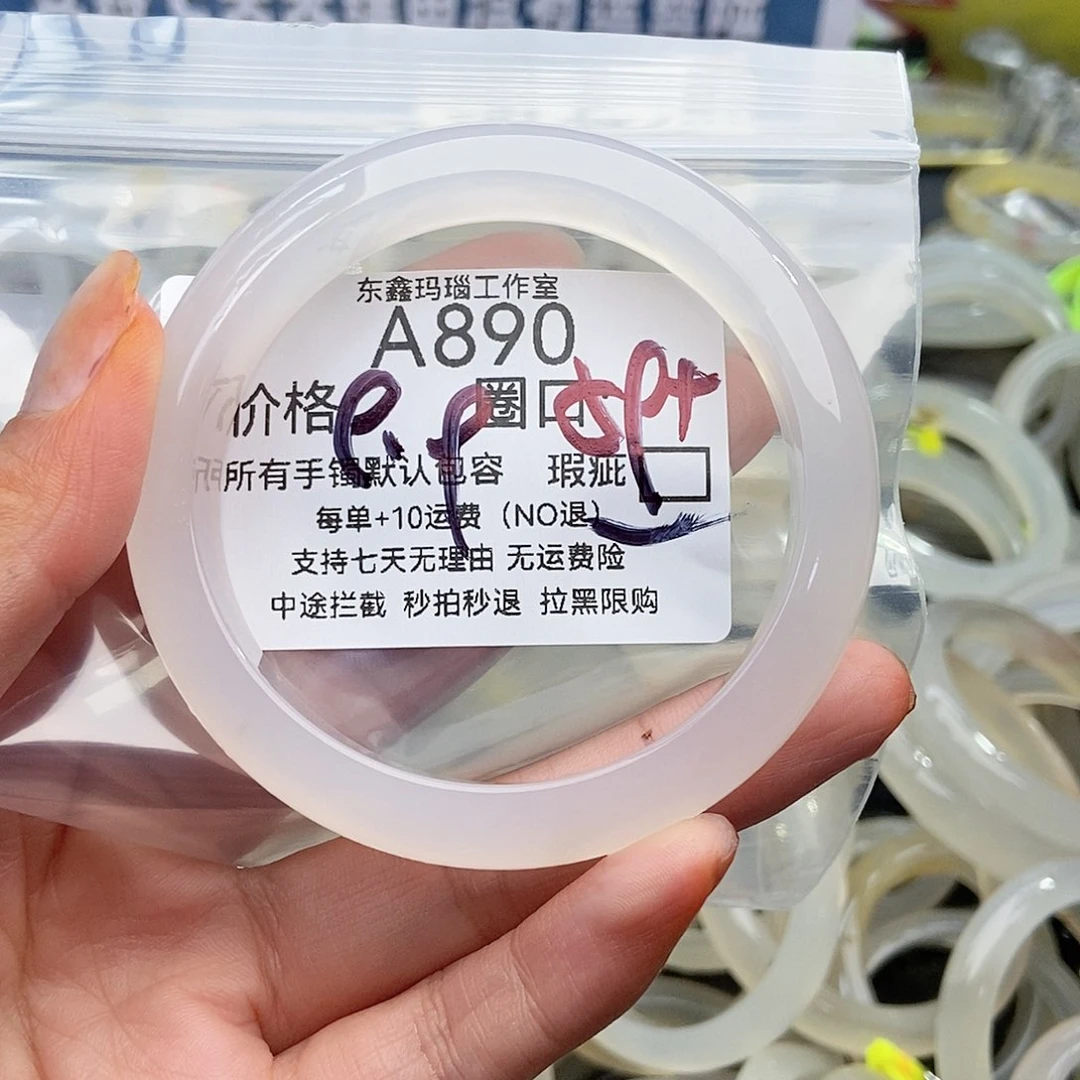 东鑫玛瑙工作室
A890
价格 圈口
所有手镯默认包容 瑕疵
每单+10运费（NO退）
支持七天无理由 无运费险
中途拦截 秒拍秒退 拉黑限购